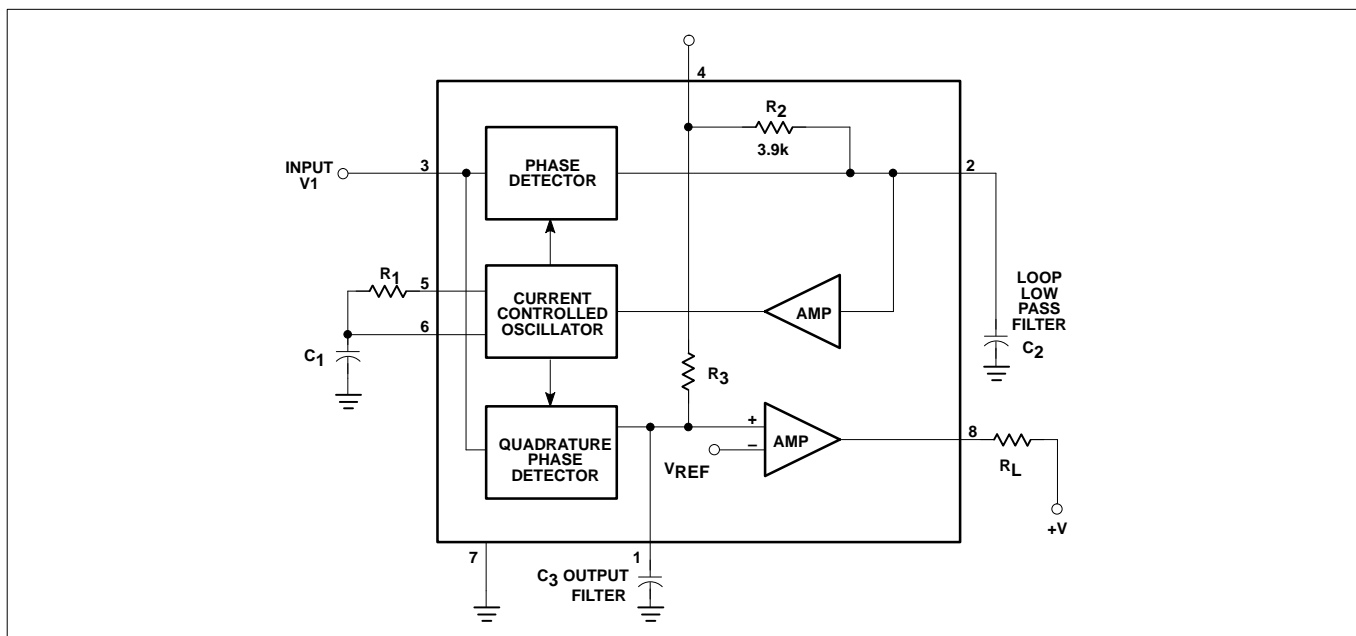 4
R2
3.9k
INPUT
V1
3
PHASE
DETECTOR
2
R1
5
CURRENT
CONTROLLED
OSCILLATOR
AMP
LOOP
LOW
PASS
FILTER
C2
6
C1
R3
QUADRATURE
PHASE
DETECTOR
+
–
AMP
VREF
8
RL
+V
7
1
C3 OUTPUT
FILTER